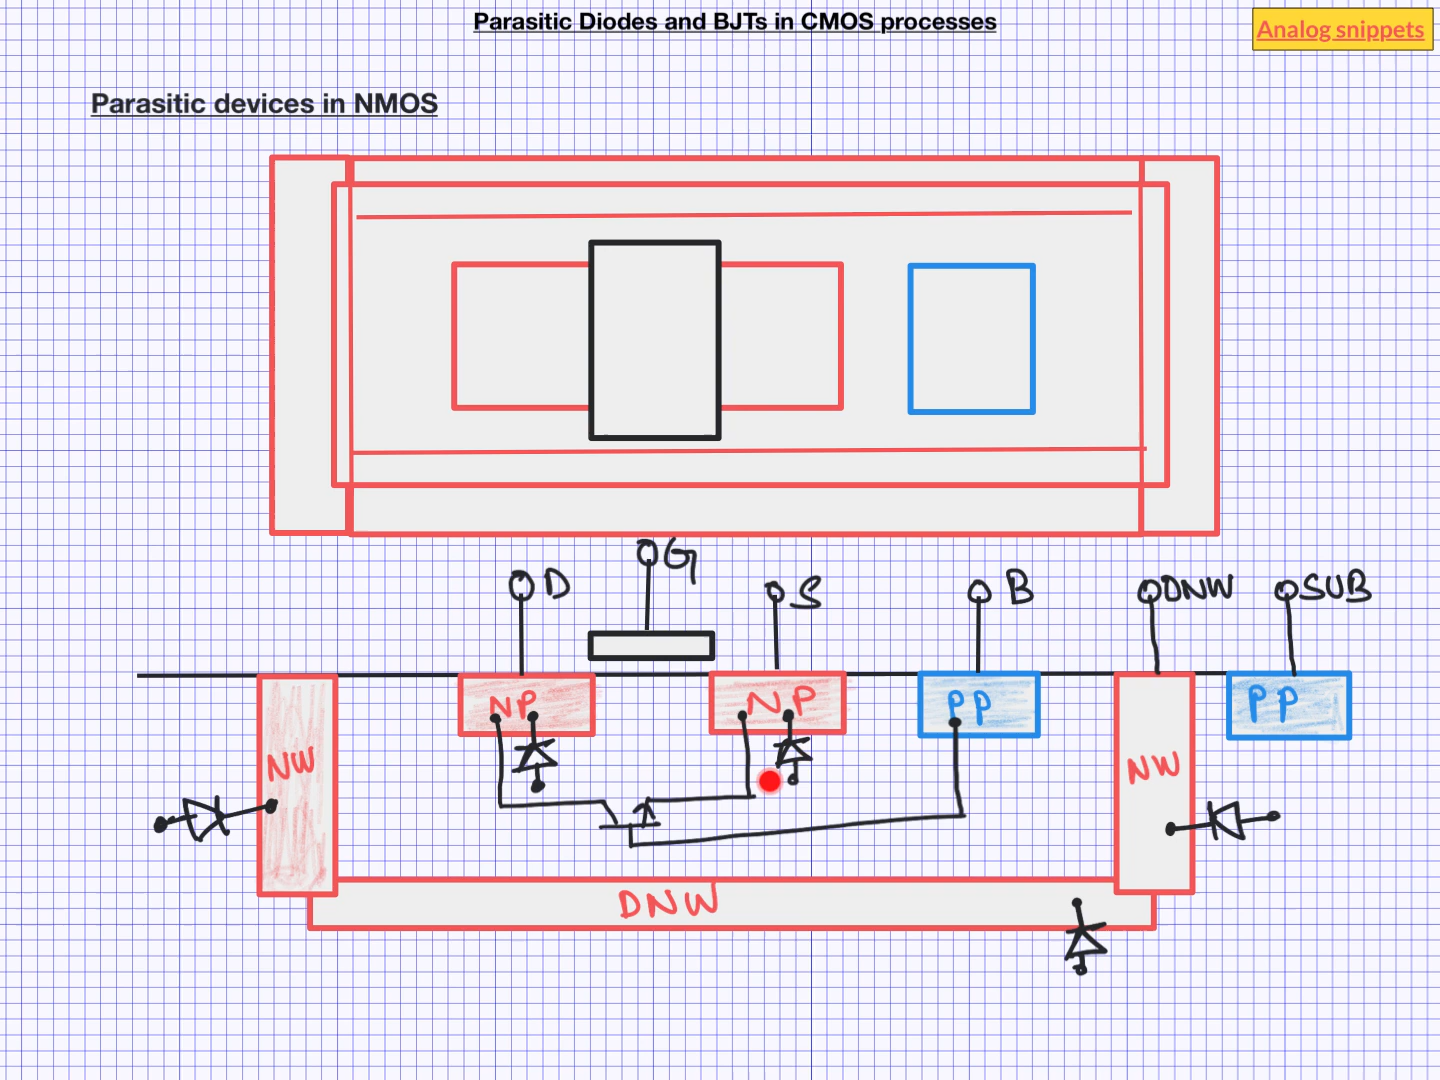 Parasitic Diodes and BJTs in CMOS processes
Analog snippets
Parasitic devices in NMOS
G
D
S
B
DNW
SUB
NP
NP
PP
PP
NW
NW
DNW